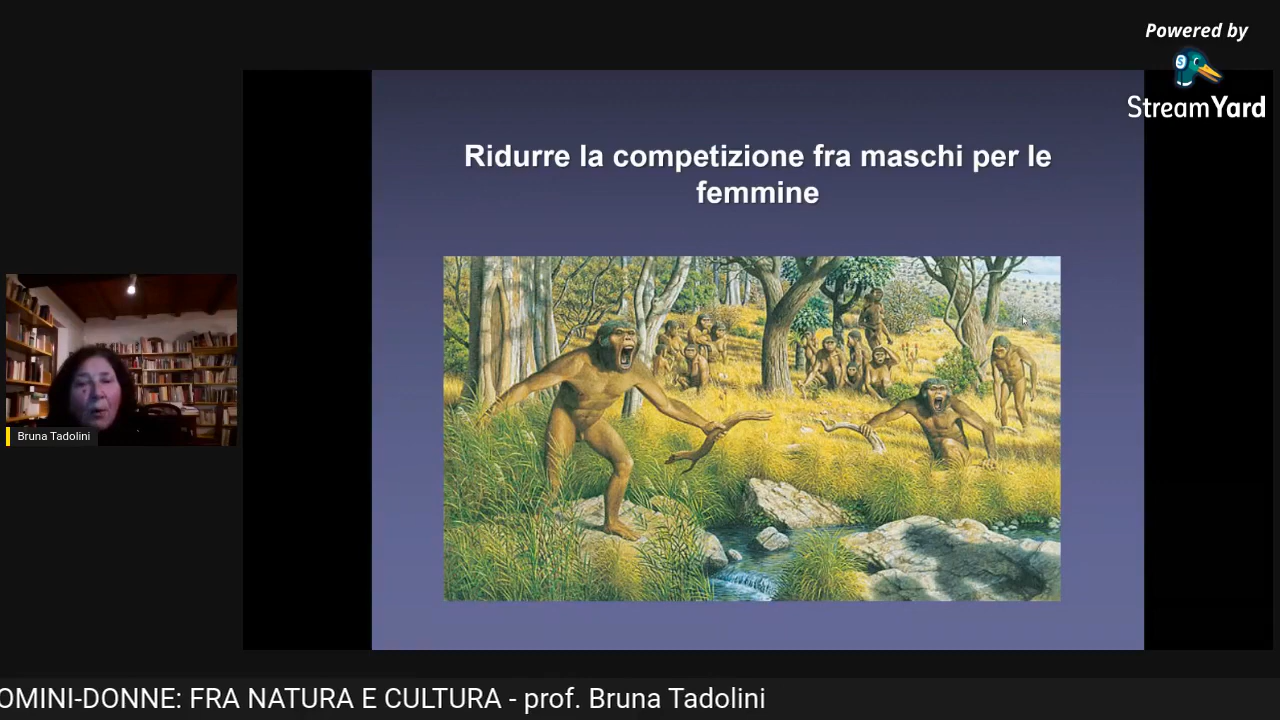 Powered by
StreamYard
Ridurre la competizione fra maschi per le
femmine
Bruna Tadolini
OMINI-DONNE: FRA NATURA E CULTURA - prof. Bruna Tadolini